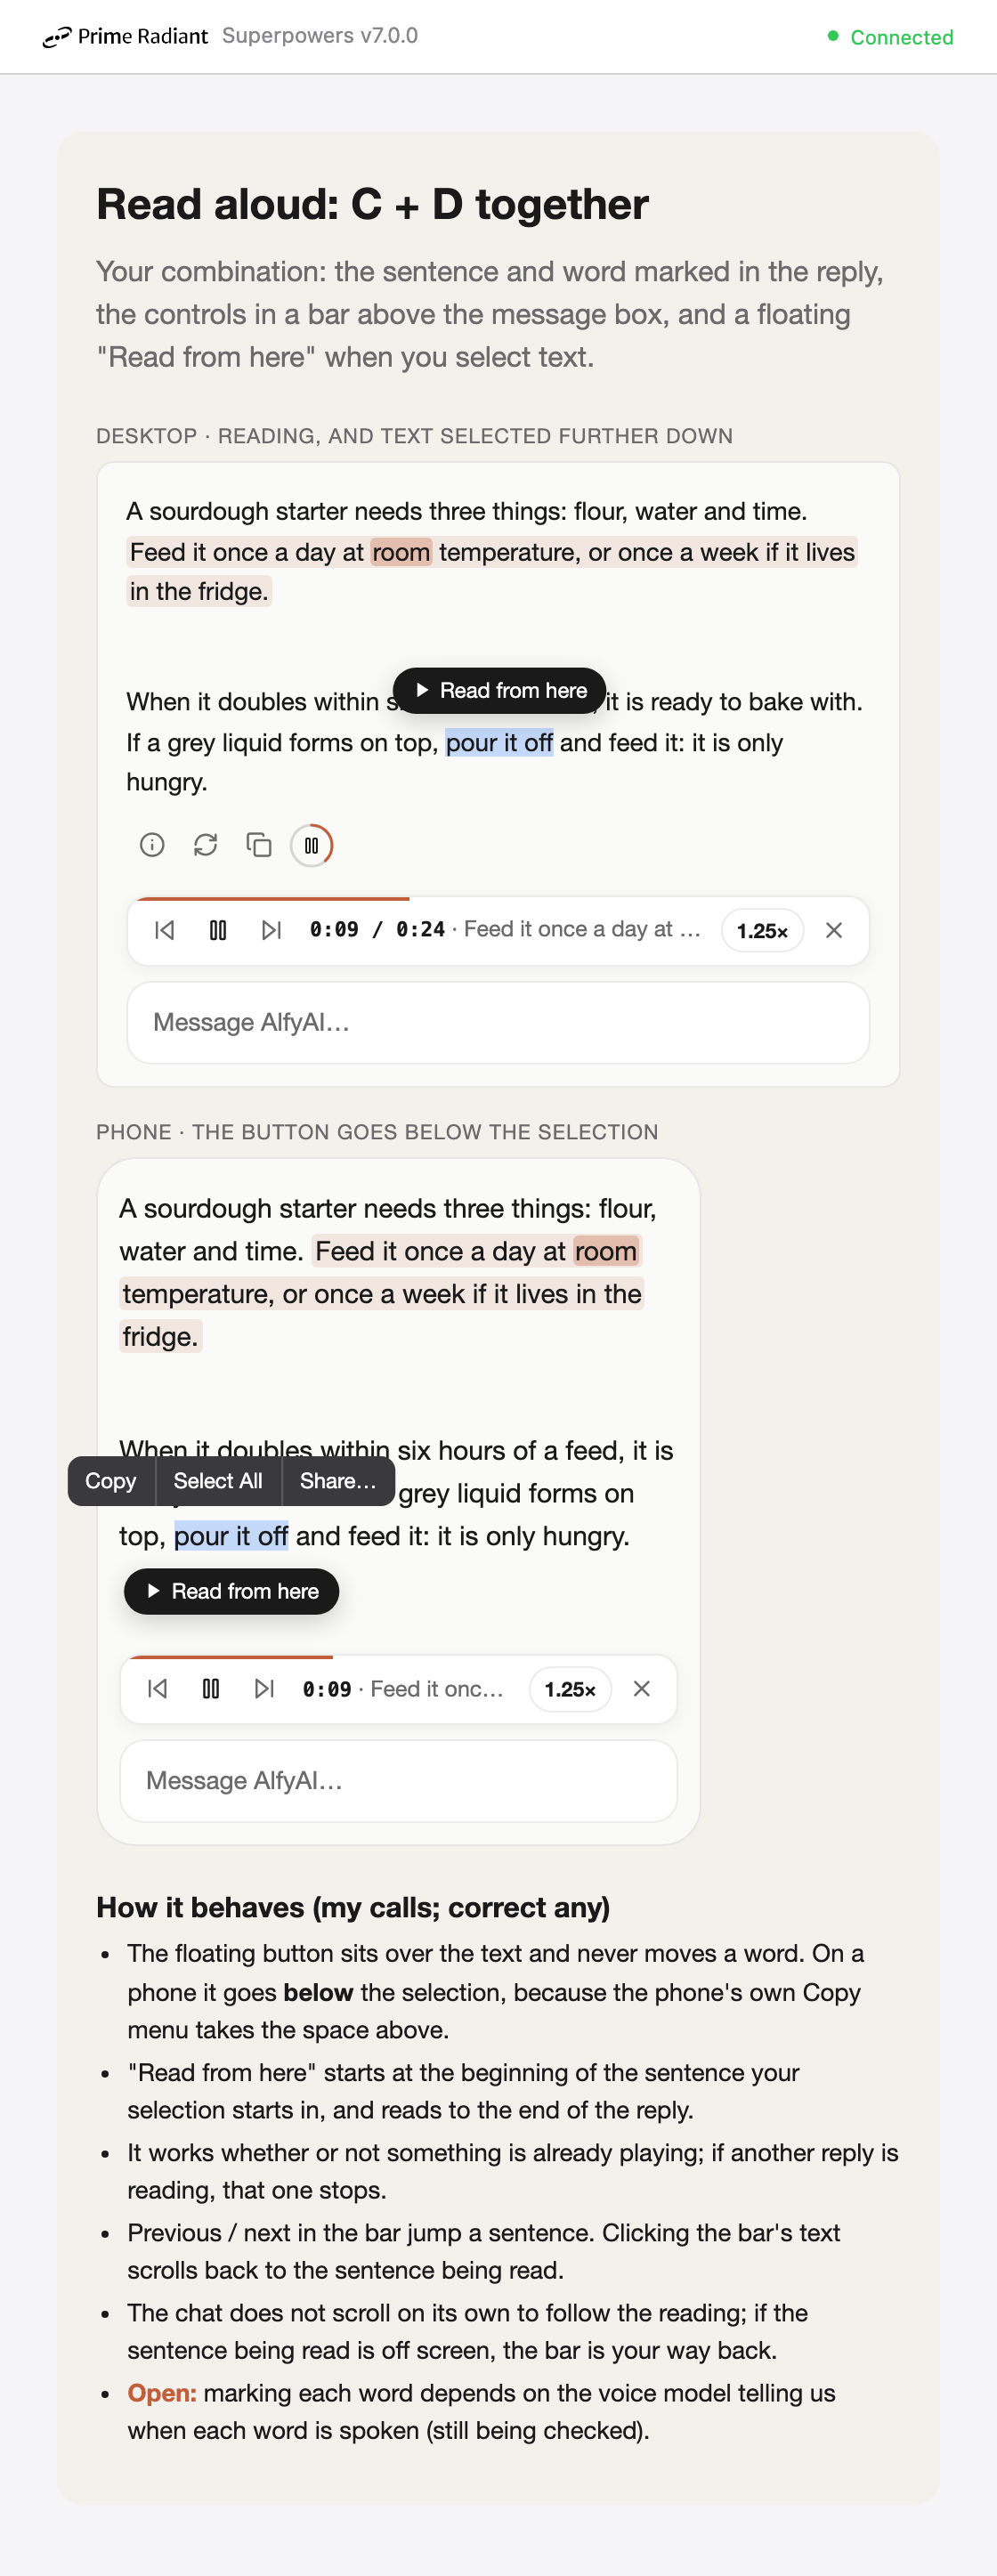 Prime Radiant Superpowers v7.0.0 Connected
Read aloud: C + D together
Your combination: the sentence and word marked in the reply,
the controls in a bar above the message box, and a floating
"Read from here" when you select text.
DESKTOP · READING, AND TEXT SELECTED FURTHER DOWN
A sourdough starter needs three things: flour, water and time.
Feed it once a day at room temperature, or once a week if it lives
in the fridge.
Read from here
When it doubles within it is ready to bake with.
If a grey liquid forms on top, pour it off and feed it: it is only
hungry.
0:09 / 0:24 · Feed it once a day at … 1.25×
Message AlfyAI…
PHONE · THE BUTTON GOES BELOW THE SELECTION
A sourdough starter needs three things: flour,
water and time. Feed it once a day at room
temperature, or once a week if it lives in the
fridge.
When it doubles within six hours of a feed, it is
Copy Select All Share…
grey liquid forms on
top, pour it off and feed it: it is only hungry.
Read from here
0:09 · Feed it onc… 1.25×
Message AlfyAI…
How it behaves (my calls; correct any)
• The floating button sits over the text and never moves a word. On a
phone it goes below the selection, because the phone's own Copy
menu takes the space above.
• "Read from here" starts at the beginning of the sentence your
selection starts in, and reads to the end of the reply.
• It works whether or not something is already playing; if another reply is
reading, that one stops.
• Previous / next in the bar jump a sentence. Clicking the bar's text
scrolls back to the sentence being read.
• The chat does not scroll on its own to follow the reading; if the
sentence being read is off screen, the bar is your way back.
• Open: marking each word depends on the voice model telling us
when each word is spoken (still being checked).